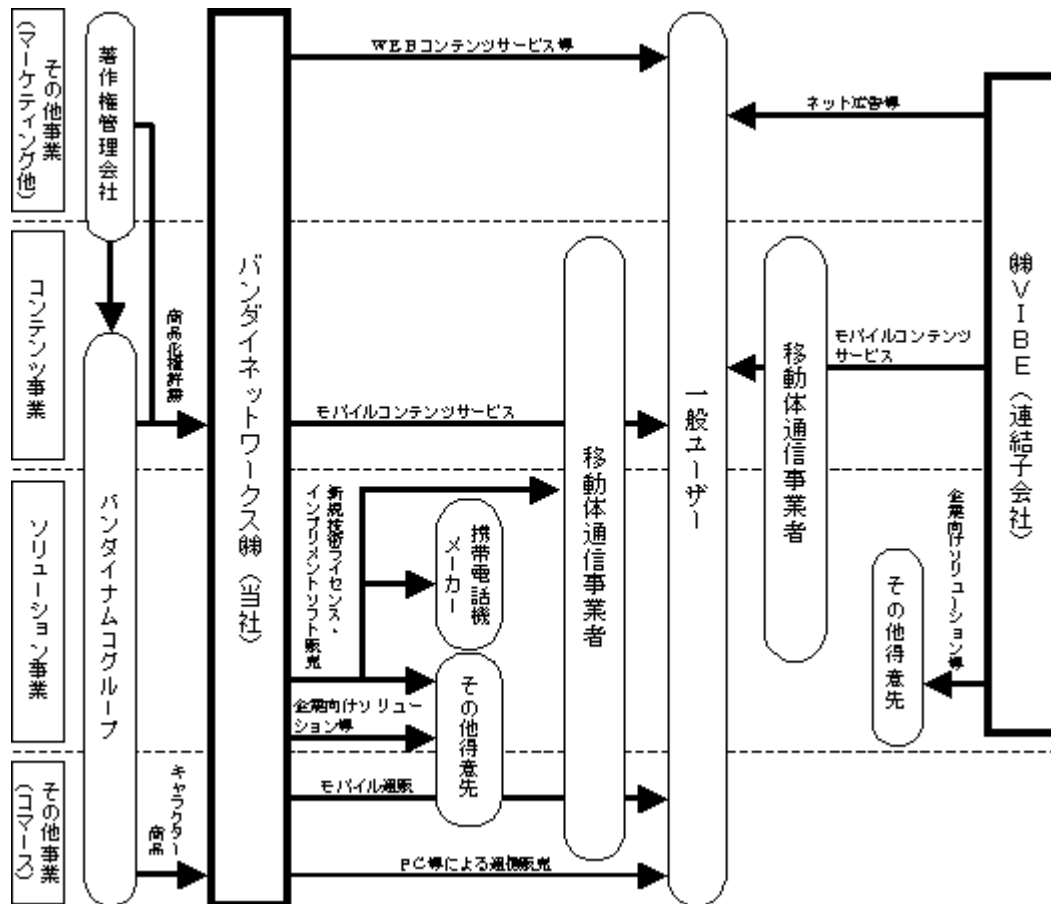 その他事業
(マーケティング他)
著作権管理会社
WEBコンテンツサービス等
ネット広告等
コンテンツ事業
商品化権許諾
バンダイネットワークス㈱(当社)
モバイルコンテンツサービス
一般ユーザー
移動体通信事業者
モバイルコンテンツ
サービス
㈱VIBE(連結子会社)
ソリューション事業
バンダイナムコグループ
新規技術ライセンス・
インプリメントソフト販売
携帯電話機
メーカー
移動体通信事業者
企業向けソリュー
ション等
その他得意先
企業向けソリューション等
その他得意先
その他事業
(コマース)
キャラクター
商品
モバイル通販
PC等による通信販売